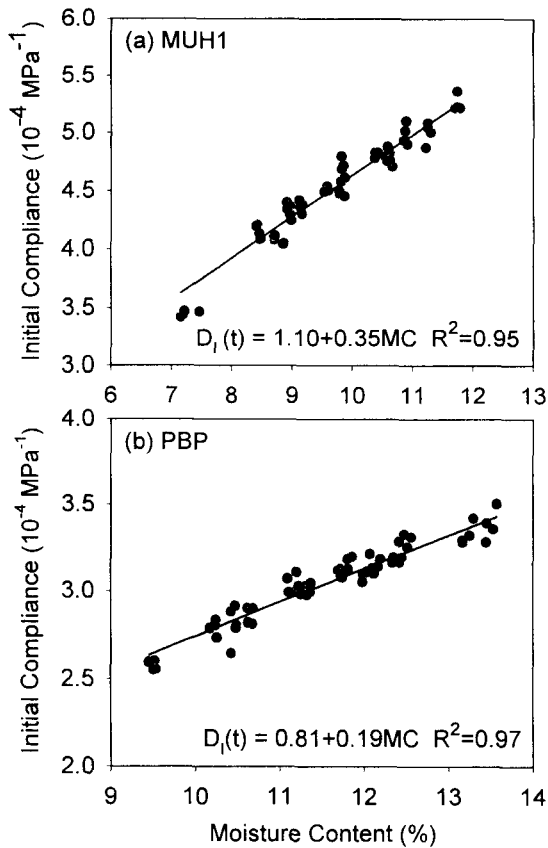 (a) MUH1
Initial Compliance (10⁻⁴ MPa⁻¹)
6.0
5.5
5.0
4.5
4.0
3.5
3.0
D_I (t) = 1.10+0.35MC R²=0.95
6 7 8 9 10 11 12 13
(b) PBP
Initial Compliance (10⁻⁴ MPa⁻¹)
4.0
3.5
3.0
2.5
2.0
D_I(t) = 0.81+0.19MC R²=0.97
9 10 11 12 13 14
Moisture Content (%)